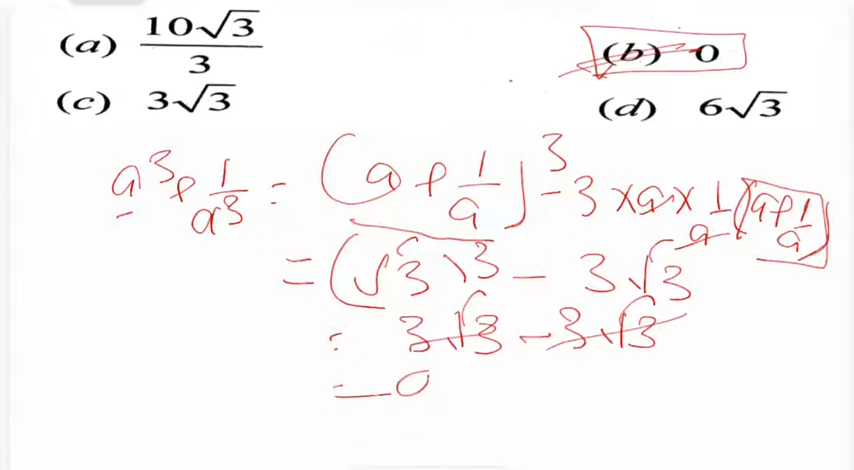 (a) 10√3/3 (b) 0
(c) 3√3 (d) 6√3
a³+1/a³ = (a+1/a)³-3×a×1/a(a+1/a)
= (√3)³ - 3√3
= 3√3 - 3√3
= 0